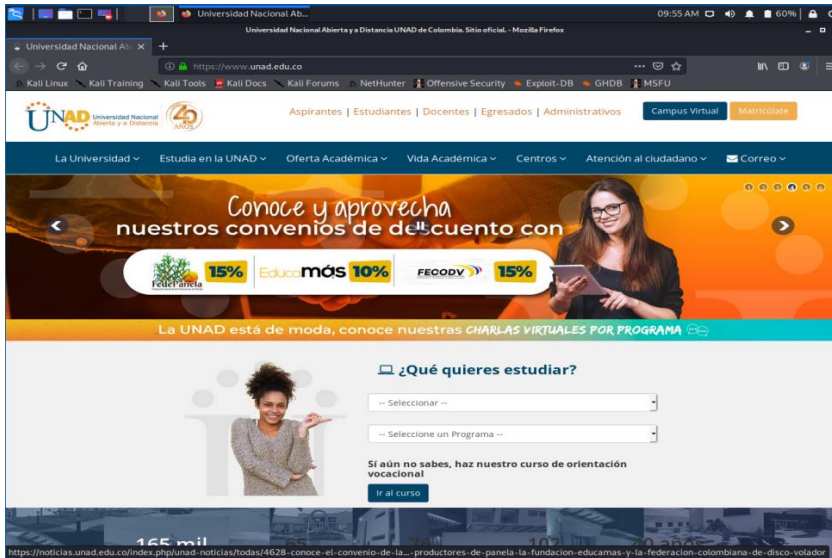 Universidad Nacional Ab...
09:55 AM
60%
Universidad Nacional Abierta y a Distancia UNAD de Colombia. Sitio oficial. - Mozilla Firefox
Universidad Nacional Ab
https://www.unad.edu.co
Kali Linux
Kali Training
Kali Tools
Kali Docs
Kali Forums
NetHunter
Offensive Security
Exploit-DB
GHDB
MSFU
UNAD Universidad Nacional
Abierta y a Distancia
40
AÑOS
Aspirantes | Estudiantes | Docentes | Egresados | Administrativos
Campus Virtual
Matricúlate
La Universidad
Estudia en la UNAD
Oferta Académica
Vida Académica
Centros
Atención al ciudadano
Correo
Conoce y aprovecha
nuestros convenios de descuento con
FedePanela
15%
Educamás 10%
FECODV
15%
La UNAD está de moda, conoce nuestras CHARLAS VIRTUALES POR PROGRAMA
¿Qué quieres estudiar?
-- Seleccionar --
-- Seleccione un Programa --
Sí aún no sabes, haz nuestro curso de orientación
vocacional
Ir al curso
165 mil
https://noticias.unad.edu.co/index.php/unad-noticias/todas/4628-conoce-el-convenio-de-la…-productores-de-panela-la-fundacion-educamas-y-la-federacion-colombiana-de-disco-volador